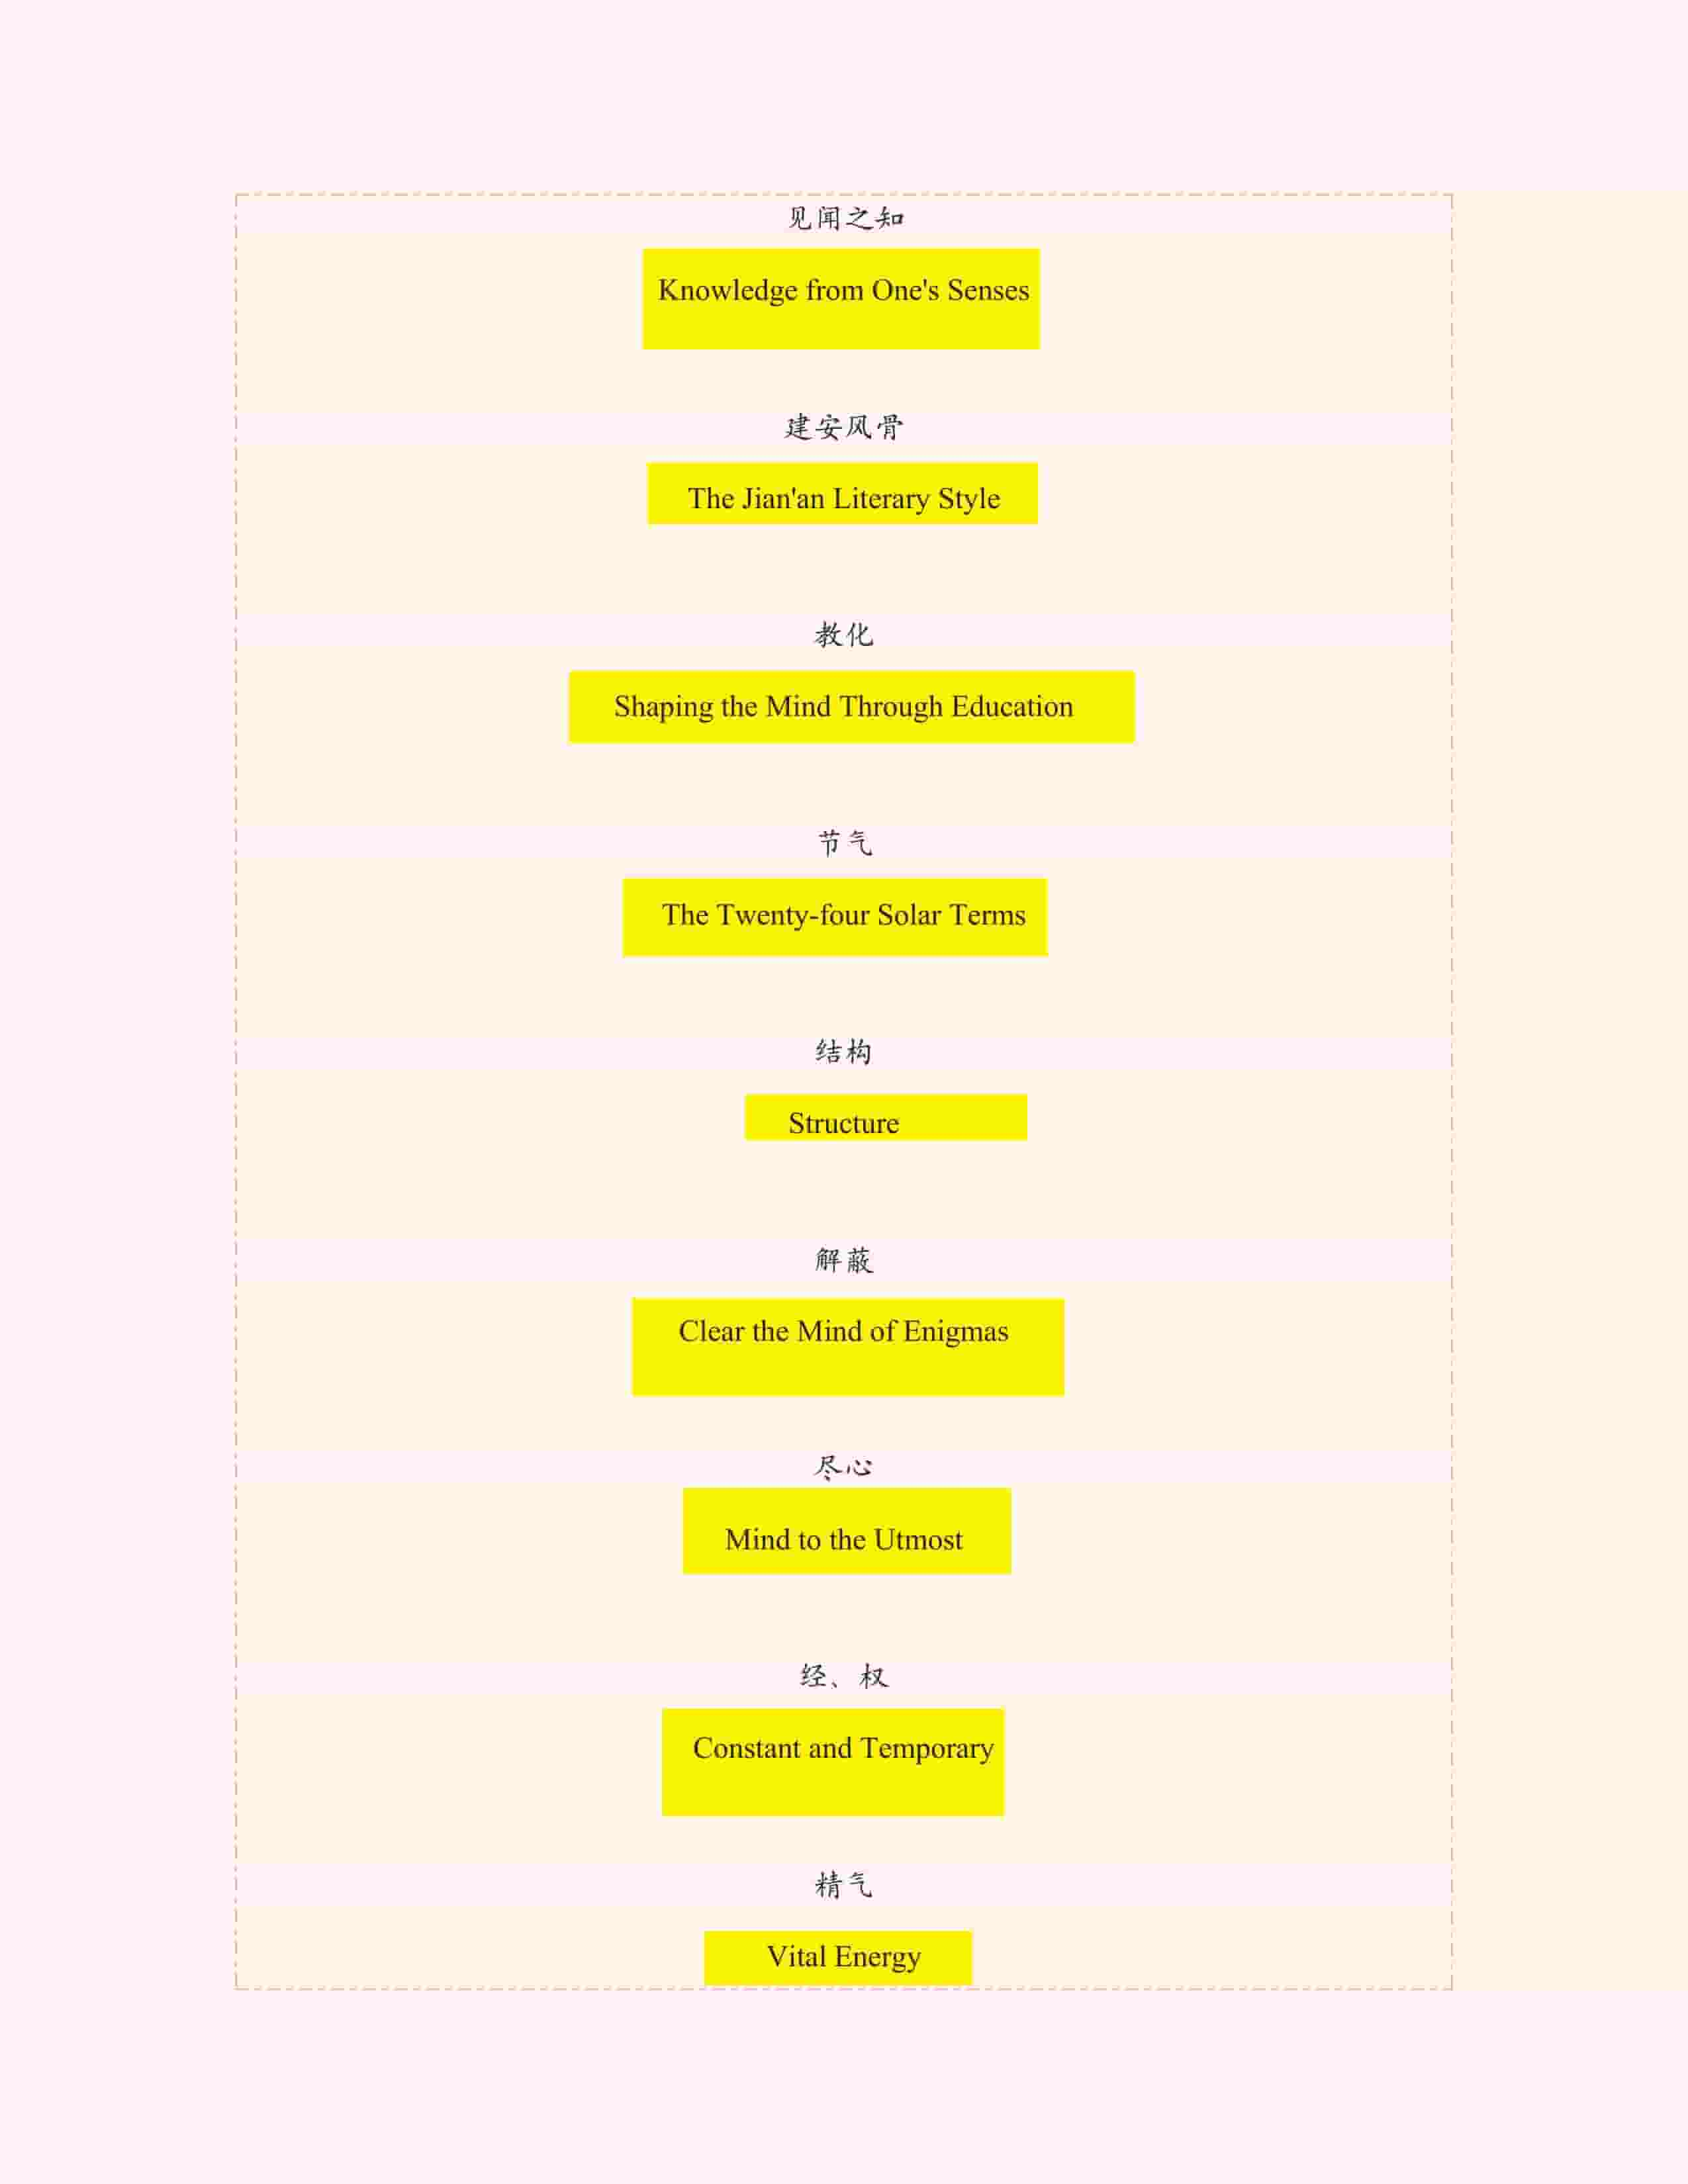 见闻之知
Knowledge from One's Senses
建安风骨
The Jian'an Literary Style
教化
Shaping the Mind Through Education
节气
The Twenty-four Solar Terms
结构
Structure
解蔽
Clear the Mind of Enigmas
尽心
Mind to the Utmost
经、权
Constant and Temporary
精气
Vital Energy